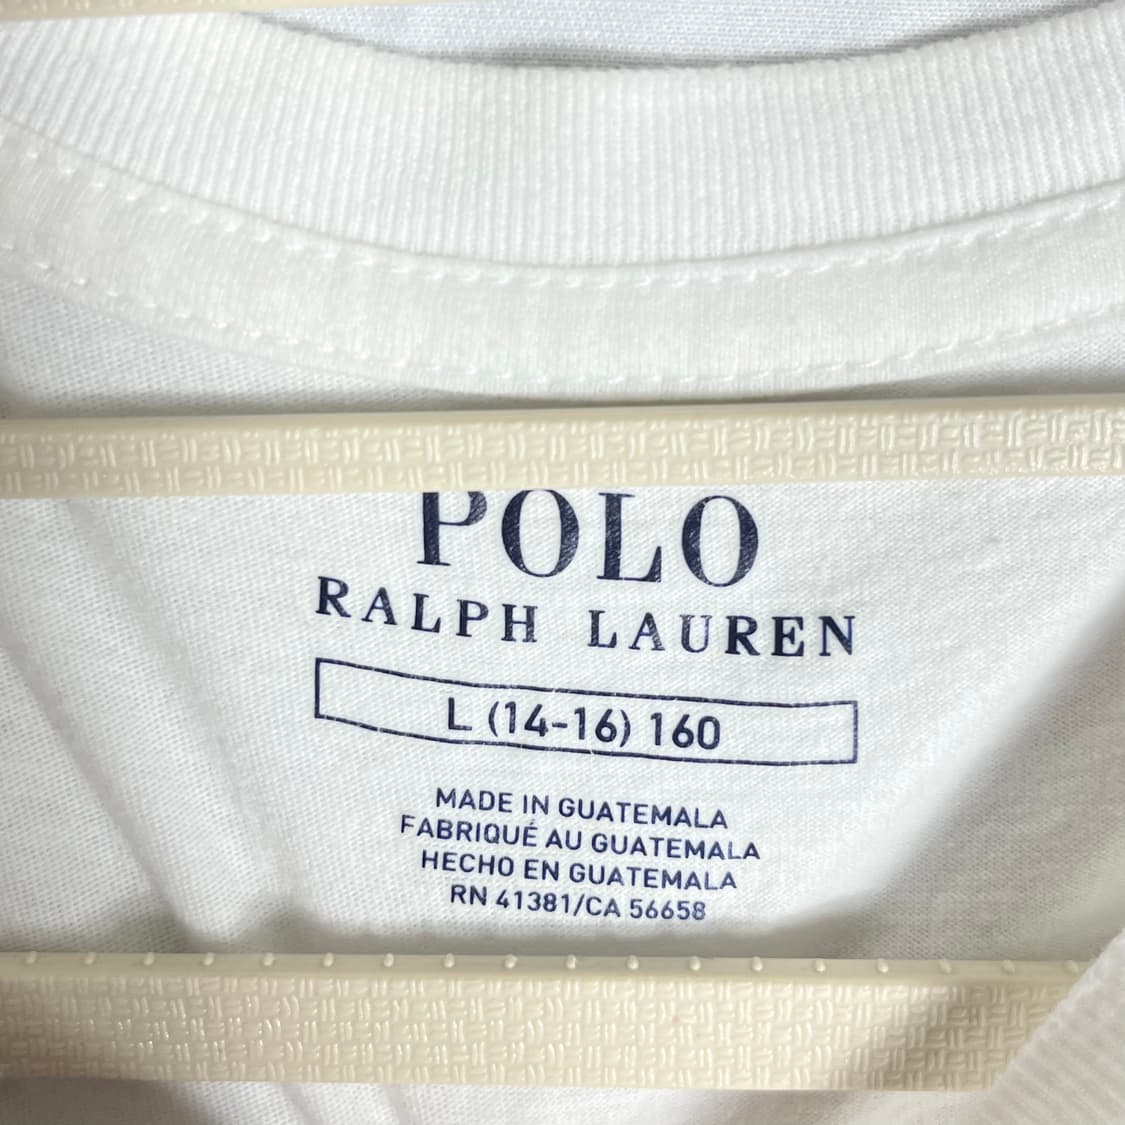 POLO
RALPH LAUREN
L (14-16) 160
MADE IN GUATEMALA
FABRIQUÉ AU GUATEMALA
HECHO EN GUATEMALA
RN 41381/CA 56658